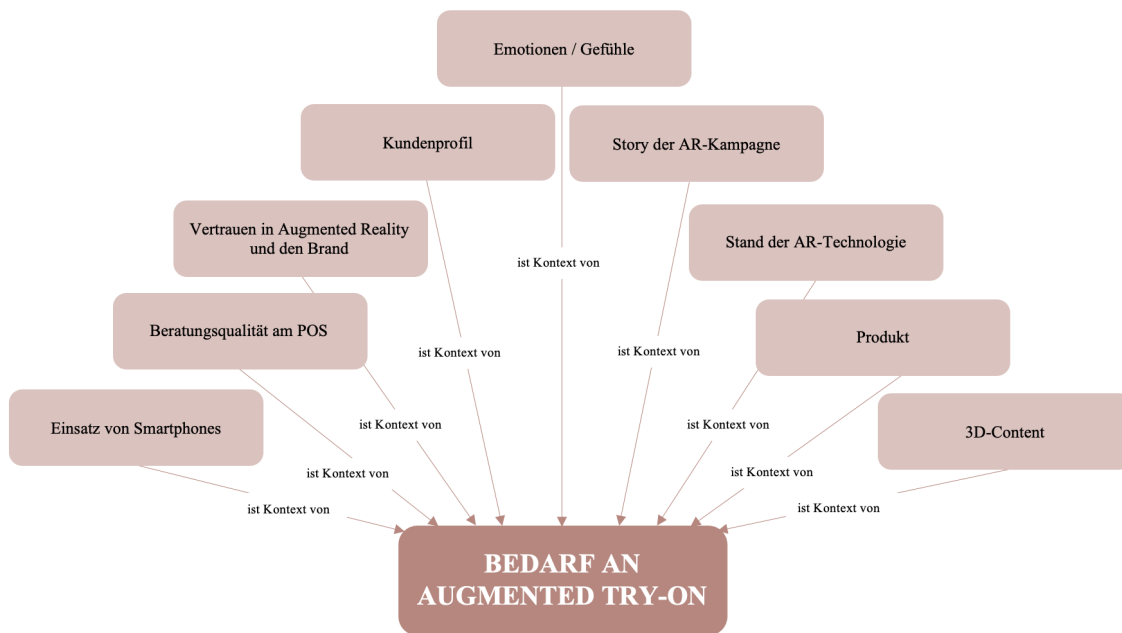 Emotionen / Gefühle
Kundenprofil
Story der AR-Kampagne
Vertrauen in Augmented Reality
und den Brand
Stand der AR-Technologie
ist Kontext von
Beratungsqualität am POS
Produkt
ist Kontext von
ist Kontext von
Einsatz von Smartphones
3D-Content
ist Kontext von
ist Kontext von
ist Kontext von
ist Kontext von
ist Kontext von
ist Kontext von
BEDARF AN
AUGMENTED TRY-ON